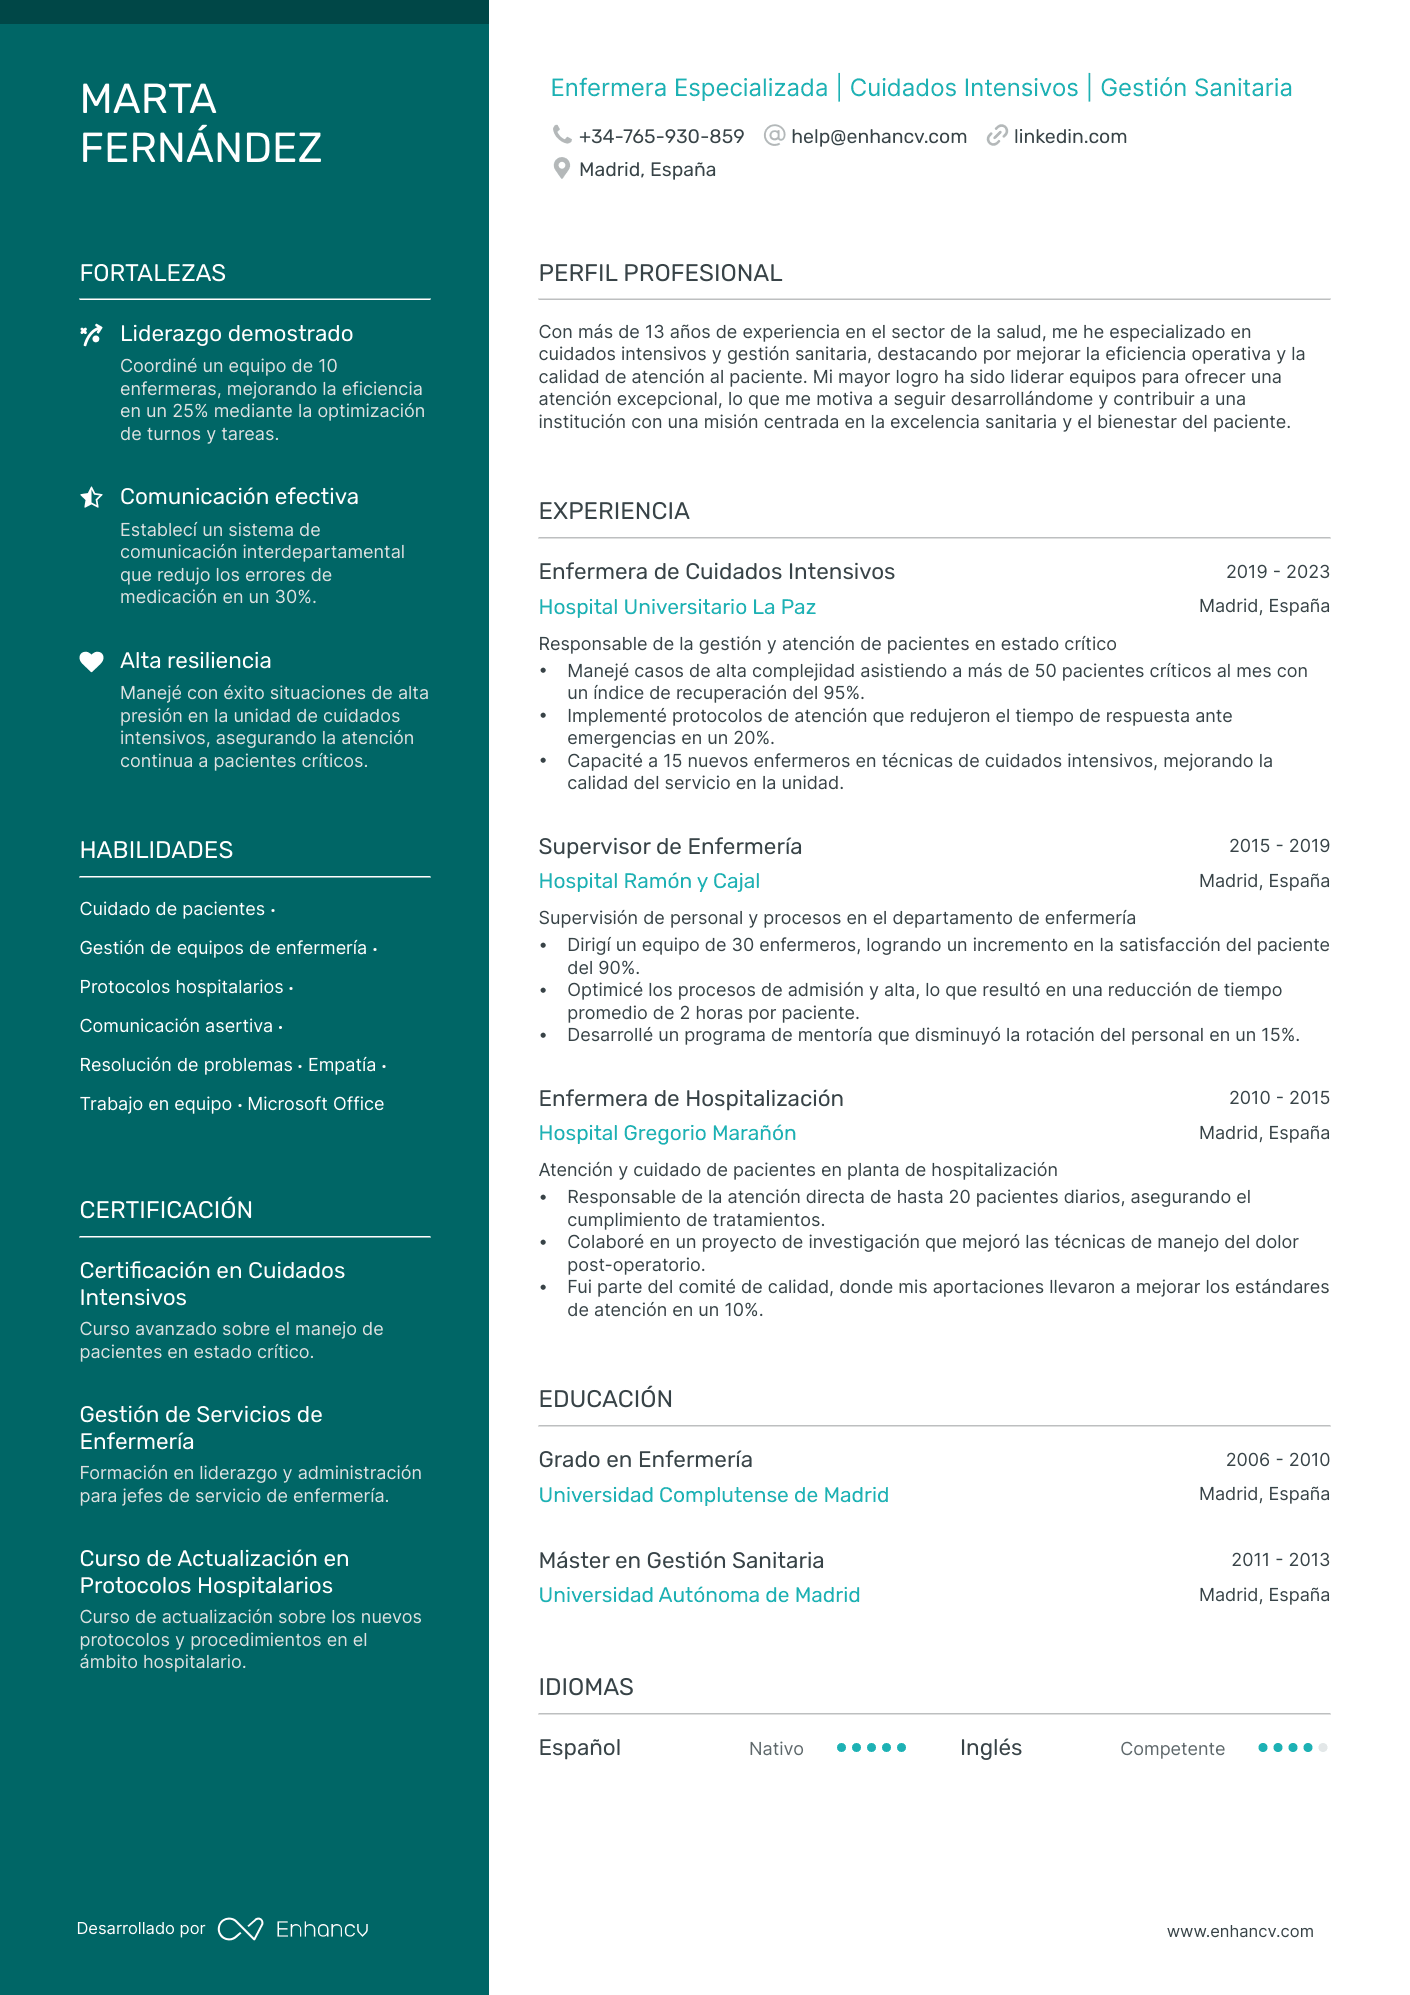 MARTA
FERNÁNDEZ
Enfermera Especializada | Cuidados Intensivos | Gestión Sanitaria
+34-765-930-859 help@enhancv.com linkedin.com
Madrid, España
FORTALEZAS
Liderazgo demostrado
Coordiné un equipo de 10
enfermeras, mejorando la eficiencia
en un 25% mediante la optimización
de turnos y tareas.
Comunicación efectiva
Establecí un sistema de
comunicación interdepartamental
que redujo los errores de
medicación en un 30%.
Alta resiliencia
Manejé con éxito situaciones de alta
presión en la unidad de cuidados
intensivos, asegurando la atención
continua a pacientes críticos.
HABILIDADES
Cuidado de pacientes •
Gestión de equipos de enfermería •
Protocolos hospitalarios •
Comunicación asertiva •
Resolución de problemas • Empatía •
Trabajo en equipo • Microsoft Office
CERTIFICACIÓN
Certificación en Cuidados
Intensivos
Curso avanzado sobre el manejo de
pacientes en estado crítico.
Gestión de Servicios de
Enfermería
Formación en liderazgo y administración
para jefes de servicio de enfermería.
Curso de Actualización en
Protocolos Hospitalarios
Curso de actualización sobre los nuevos
protocolos y procedimientos en el
ámbito hospitalario.
PERFIL PROFESIONAL
Con más de 13 años de experiencia en el sector de la salud, me he especializado en
cuidados intensivos y gestión sanitaria, destacando por mejorar la eficiencia operativa y la
calidad de atención al paciente. Mi mayor logro ha sido liderar equipos para ofrecer una
atención excepcional, lo que me motiva a seguir desarrollándome y contribuir a una
institución con una misión centrada en la excelencia sanitaria y el bienestar del paciente.
EXPERIENCIA
Enfermera de Cuidados Intensivos 2019 - 2023
Hospital Universitario La Paz Madrid, España
Responsable de la gestión y atención de pacientes en estado crítico
• Manejé casos de alta complejidad asistiendo a más de 50 pacientes críticos al mes con
un índice de recuperación del 95%.
• Implementé protocolos de atención que redujeron el tiempo de respuesta ante
emergencias en un 20%.
• Capacité a 15 nuevos enfermeros en técnicas de cuidados intensivos, mejorando la
calidad del servicio en la unidad.
Supervisor de Enfermería 2015 - 2019
Hospital Ramón y Cajal Madrid, España
Supervisión de personal y procesos en el departamento de enfermería
• Dirigí un equipo de 30 enfermeros, logrando un incremento en la satisfacción del paciente
del 90%.
• Optimicé los procesos de admisión y alta, lo que resultó en una reducción de tiempo
promedio de 2 horas por paciente.
• Desarrollé un programa de mentoría que disminuyó la rotación del personal en un 15%.
Enfermera de Hospitalización 2010 - 2015
Hospital Gregorio Marañón Madrid, España
Atención y cuidado de pacientes en planta de hospitalización
• Responsable de la atención directa de hasta 20 pacientes diarios, asegurando el
cumplimiento de tratamientos.
• Colaboré en un proyecto de investigación que mejoró las técnicas de manejo del dolor
post-operatorio.
• Fui parte del comité de calidad, donde mis aportaciones llevaron a mejorar los estándares
de atención en un 10%.
EDUCACIÓN
Grado en Enfermería 2006 - 2010
Universidad Complutense de Madrid Madrid, España
Máster en Gestión Sanitaria 2011 - 2013
Universidad Autónoma de Madrid Madrid, España
IDIOMAS
Español Nativo Inglés Competente
Desarrollado por Enhancv
www.enhancv.com